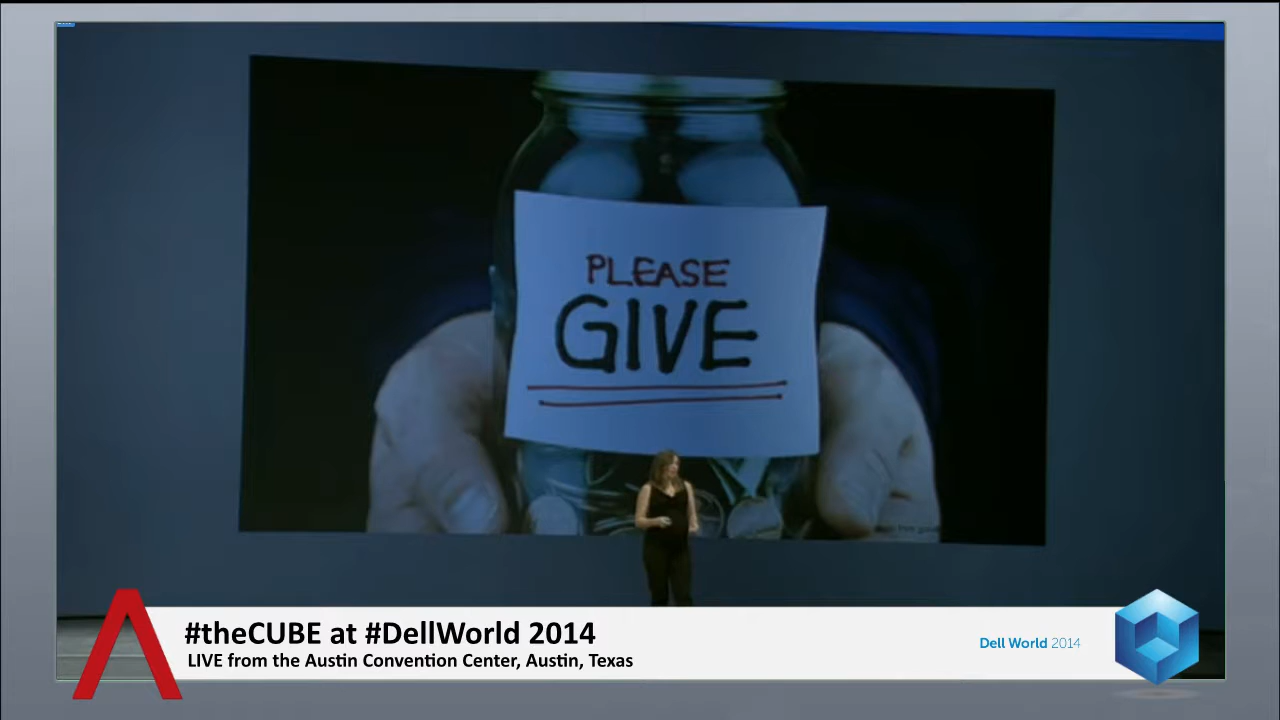 PLEASE
GIVE
#theCUBE at #DellWorld 2014
LIVE from the Austin Convention Center, Austin, Texas
Dell World 2014